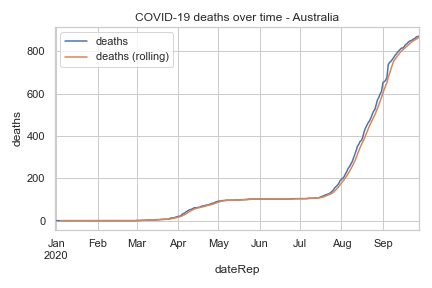 COVID-19 deaths over time - Australia
deaths
deaths (rolling)
deaths
800
600
400
200
0
Jan Feb Mar Apr May Jun Jul Aug Sep
2020
dateRep